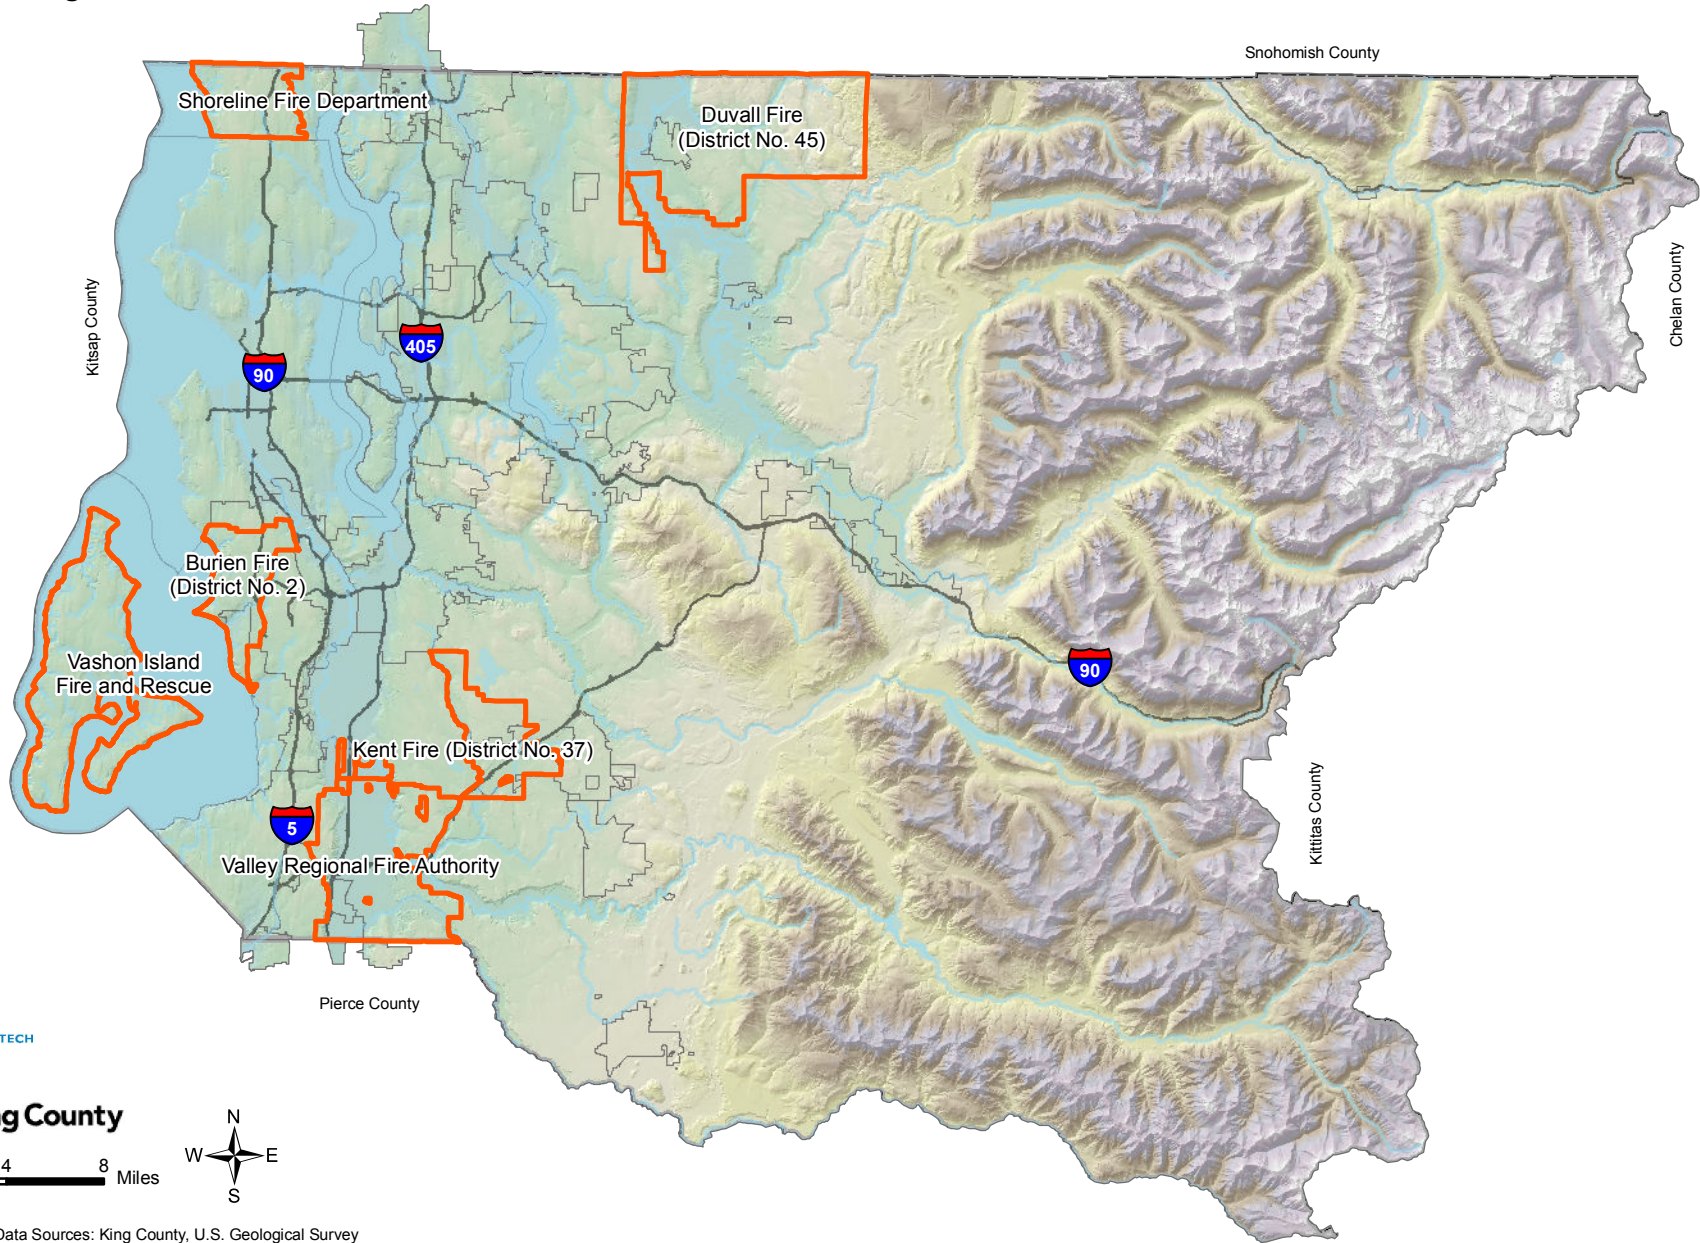 Snohomish County
Shoreline Fire Department
Duvall Fire
(District No. 45)
Kitsap County
Chelan County
405
90
Burien Fire
(District No. 2)
Vashon Island
Fire and Rescue
90
Kent Fire (District No. 37)
5
Valley Regional Fire Authority
Kittitas County
Pierce County
TECH
g County
N
W E
S
4 8 Miles
Data Sources: King County, U.S. Geological Survey